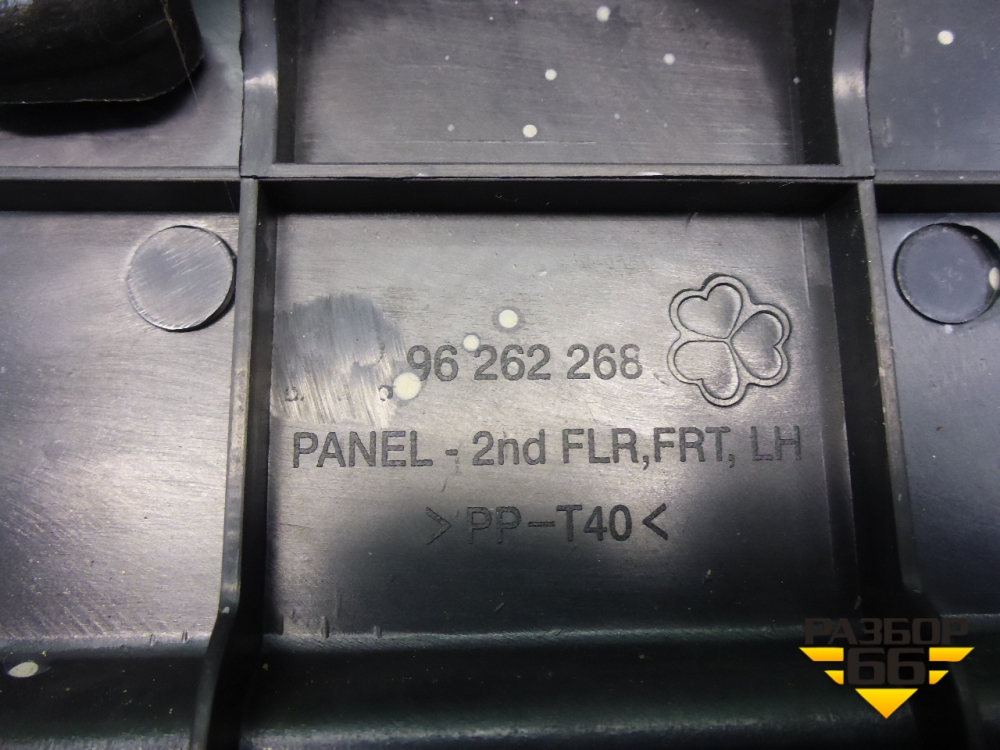 96 262 268
PANEL - 2nd FLR,FRT, LH
>PP-T40<
РАЗБОР
66